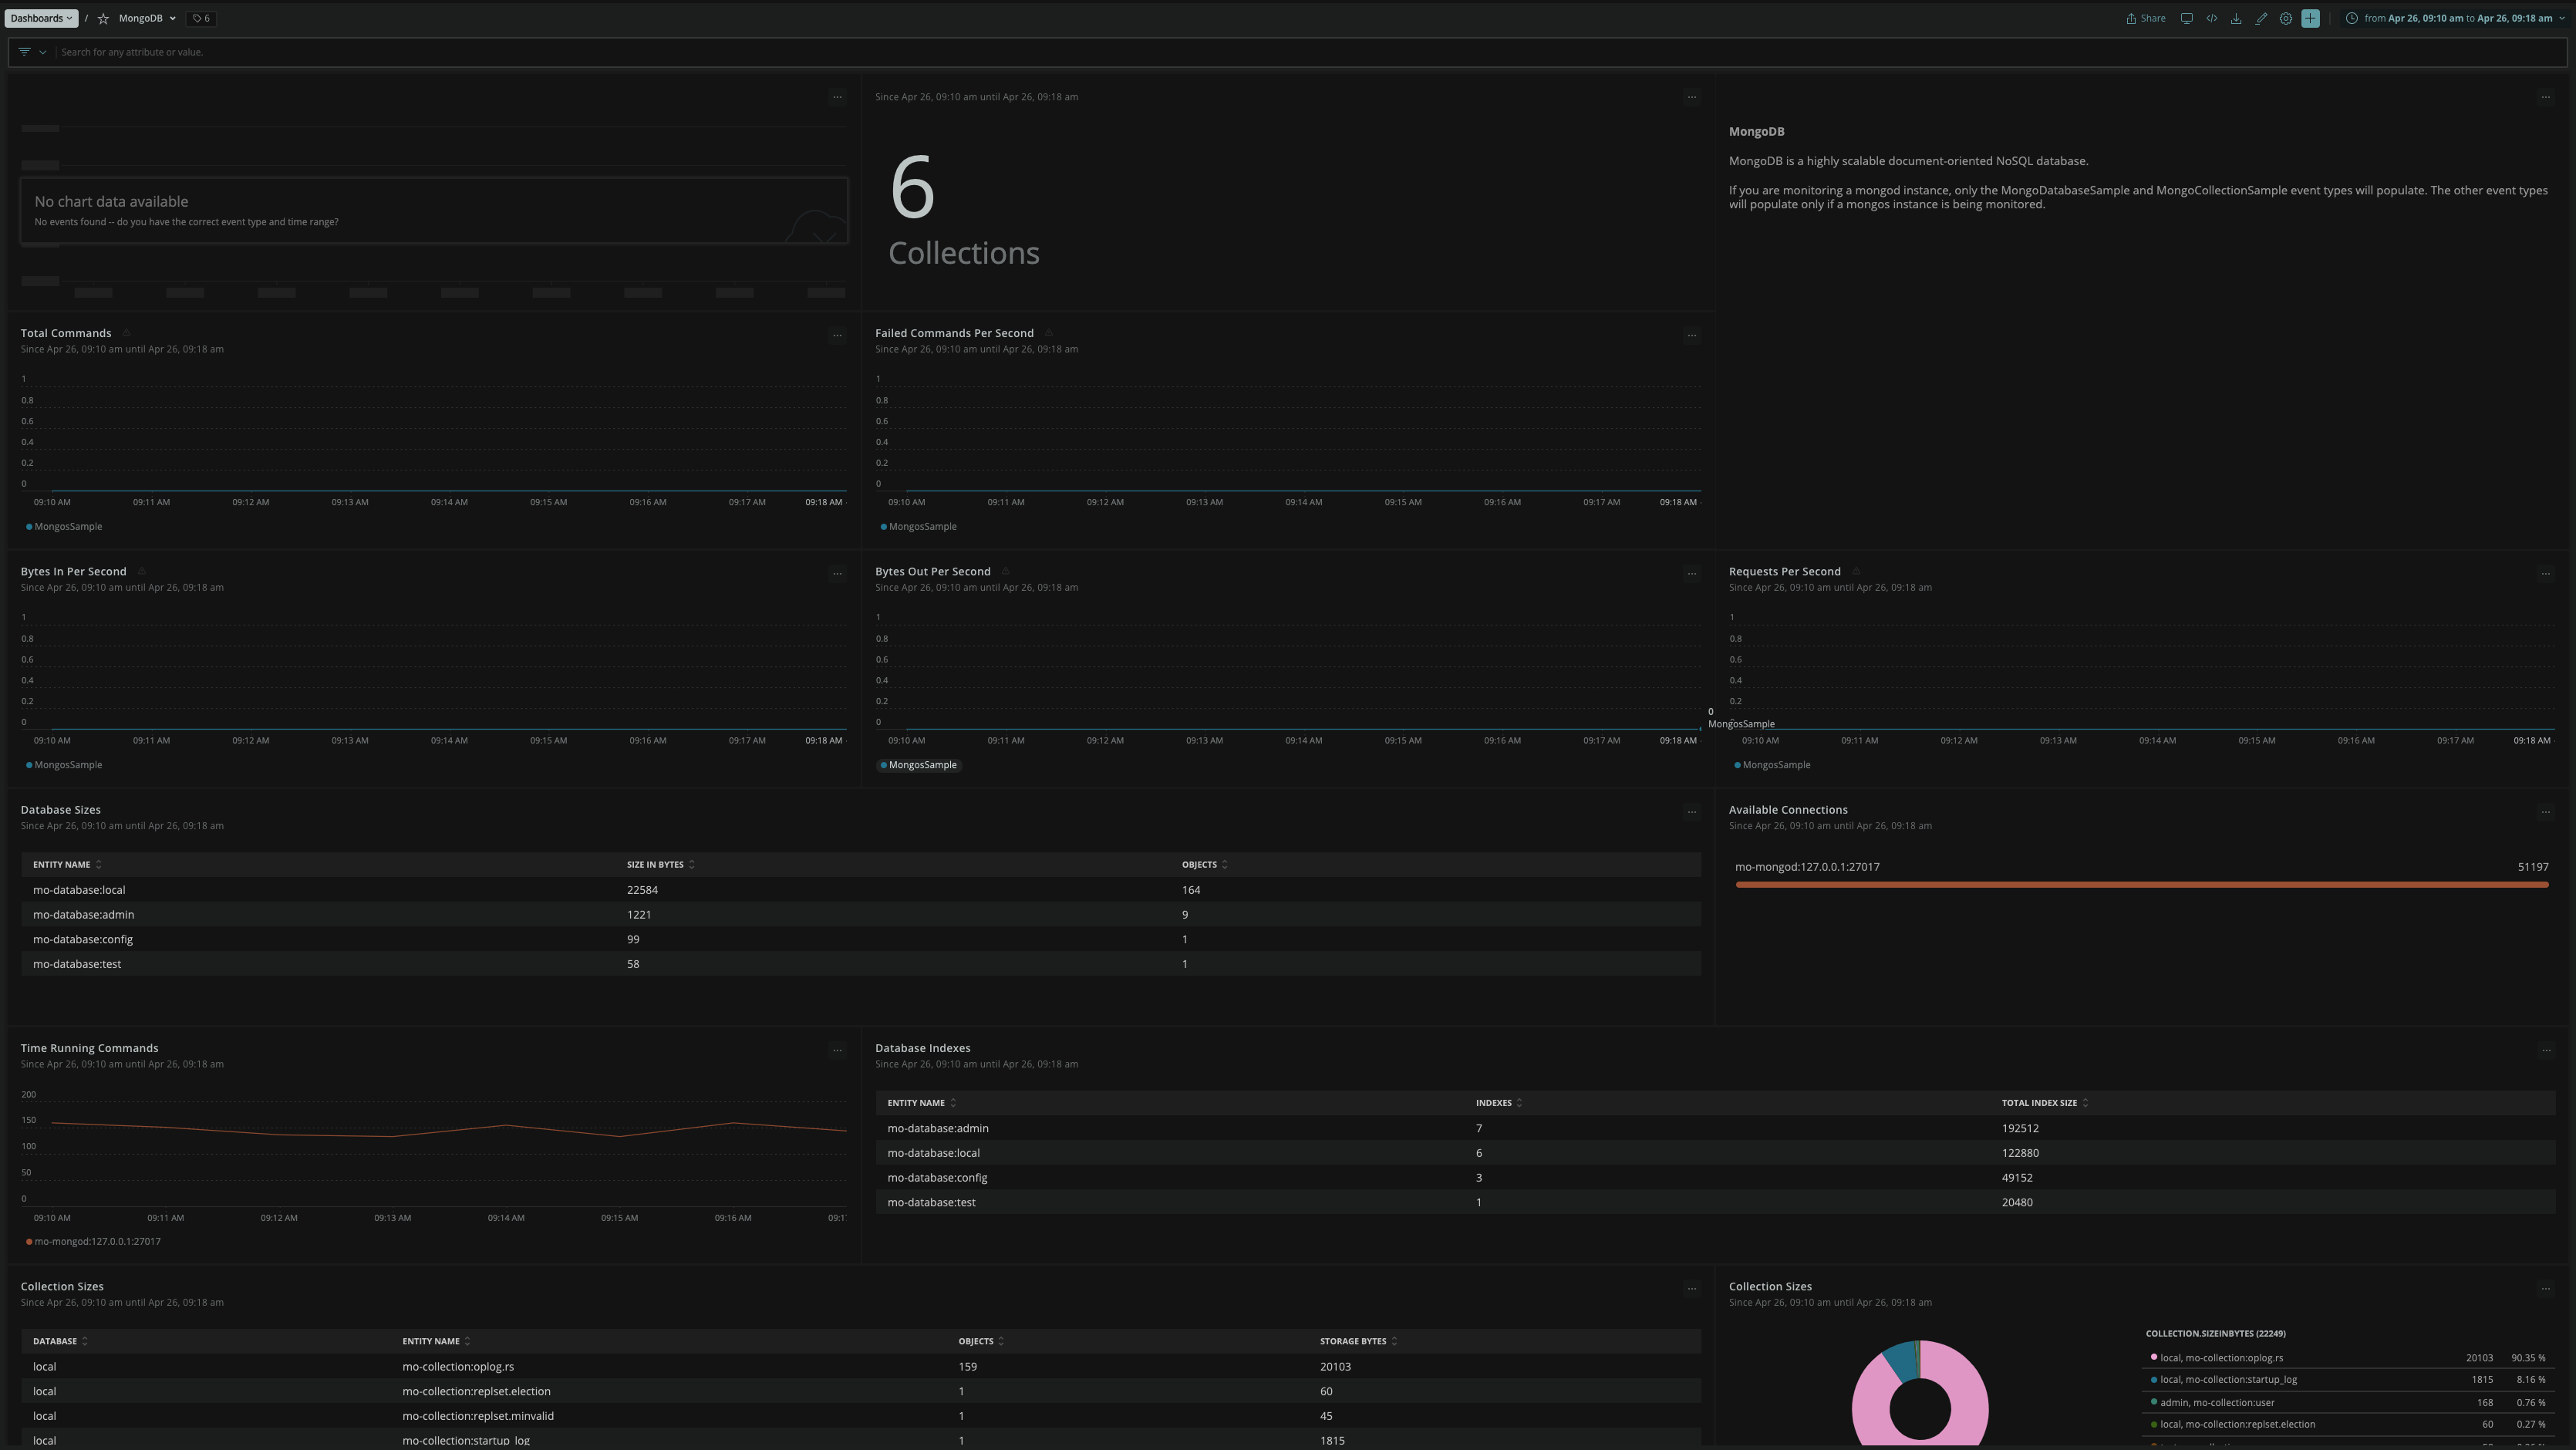 Dashboards / MongoDB 6 Share from Apr 26, 09:10 am to Apr 26, 09:18 am
Search for any attribute or value.
No chart data available
No events found -- do you have the correct event type and time range?
Since Apr 26, 09:10 am until Apr 26, 09:18 am
6
Collections
MongoDB
MongoDB is a highly scalable document-oriented NoSQL database.
If you are monitoring a mongod instance, only the MongoDatabaseSample and MongoCollectionSample event types will populate. The other event types
will populate only if a mongos instance is being monitored.
Total Commands
Since Apr 26, 09:10 am until Apr 26, 09:18 am
1
0.8
0.6
0.4
0.2
0
09:10 AM 09:11 AM 09:12 AM 09:13 AM 09:14 AM 09:15 AM 09:16 AM 09:17 AM 09:18 AM
MongosSample
Failed Commands Per Second
Since Apr 26, 09:10 am until Apr 26, 09:18 am
1
0.8
0.6
0.4
0.2
0
09:10 AM 09:11 AM 09:12 AM 09:13 AM 09:14 AM 09:15 AM 09:16 AM 09:17 AM 09:18 AM
MongosSample
Bytes In Per Second
Since Apr 26, 09:10 am until Apr 26, 09:18 am
1
0.8
0.6
0.4
0.2
0
09:10 AM 09:11 AM 09:12 AM 09:13 AM 09:14 AM 09:15 AM 09:16 AM 09:17 AM 09:18 AM
MongosSample
Bytes Out Per Second
Since Apr 26, 09:10 am until Apr 26, 09:18 am
1
0.8
0.6
0.4
0.2
0
09:10 AM 09:11 AM 09:12 AM 09:13 AM 09:14 AM 09:15 AM 09:16 AM 09:17 AM 09:18 AM
MongosSample
0
MongosSample
Requests Per Second
Since Apr 26, 09:10 am until Apr 26, 09:18 am
1
0.8
0.6
0.4
0.2
09:10 AM 09:11 AM 09:12 AM 09:13 AM 09:14 AM 09:15 AM 09:16 AM 09:17 AM 09:18 AM
MongosSample
Database Sizes
Since Apr 26, 09:10 am until Apr 26, 09:18 am
ENTITY NAME SIZE IN BYTES OBJECTS
mo-database:local 22584 164
mo-database:admin 1221 9
mo-database:config 99 1
mo-database:test 58 1
Available Connections
Since Apr 26, 09:10 am until Apr 26, 09:18 am
mo-mongod:127.0.0.1:27017 51197
Time Running Commands
Since Apr 26, 09:10 am until Apr 26, 09:18 am
200
150
100
50
0
09:10 AM 09:11 AM 09:12 AM 09:13 AM 09:14 AM 09:15 AM 09:16 AM 09:1
mo-mongod:127.0.0.1:27017
Database Indexes
Since Apr 26, 09:10 am until Apr 26, 09:18 am
ENTITY NAME INDEXES TOTAL INDEX SIZE
mo-database:admin 7 192512
mo-database:local 6 122880
mo-database:config 3 49152
mo-database:test 1 20480
Collection Sizes
Since Apr 26, 09:10 am until Apr 26, 09:18 am
DATABASE ENTITY NAME OBJECTS STORAGE BYTES
local mo-collection:oplog.rs 159 20103
local mo-collection:replset.election 1 60
local mo-collection:replset.minvalid 1 45
local mo-collection:startup_log 1 1815
Collection Sizes
Since Apr 26, 09:10 am until Apr 26, 09:18 am
COLLECTION.SIZEINBYTES (22249)
local, mo-collection:oplog.rs 20103 90.35 %
local, mo-collection:startup_log 1815 8.16 %
admin, mo-collection:user 168 0.76 %
local, mo-collection:replset.election 60 0.27 %